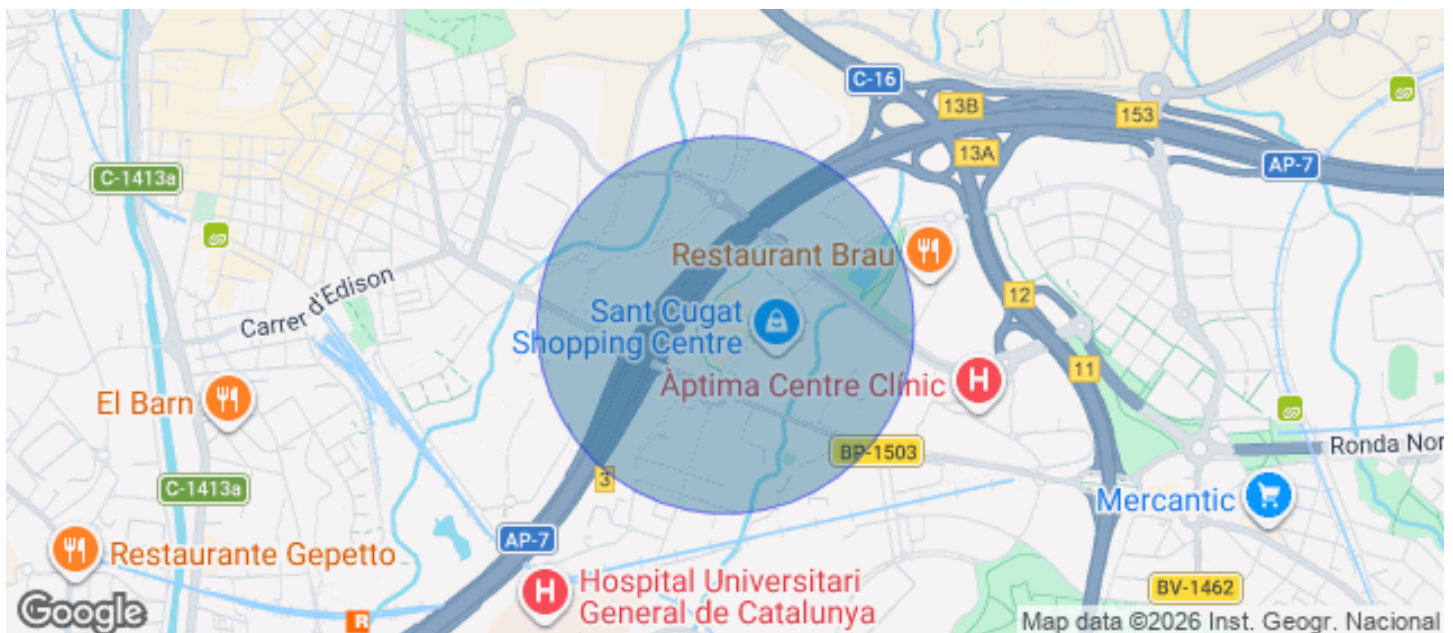 C-16
13B
153
13A
AP-7
C-1413a
Restaurant Brau
Carrer d'Edison
12
Sant Cugat
Shopping Centre
11
Àptima Centre Clínic
El Barn
BP-1503
Ronda Nor
3
C-1413a
Mercantic
AP-7
Restaurante Gepetto
Hospital Universitari
General de Catalunya
BV-1462
Google
R
Map data ©2026 Inst. Geogr. Nacional